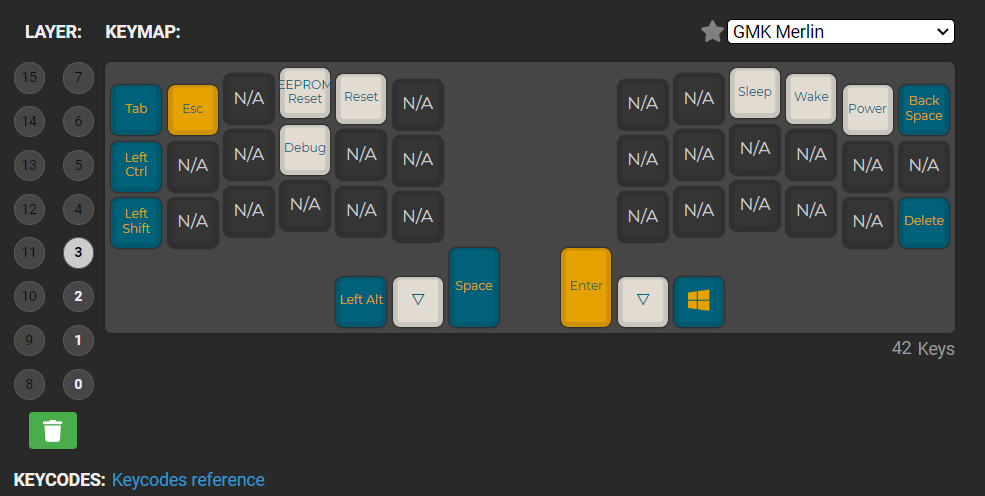 LAYER: KEYMAP: GMK Merlin
15 7
14 6
13 5
12 4
11 3
10 2
9 1
8 0
Tab Esc N/A EEPROM Reset Reset N/A N/A N/A Sleep Wake Power Back Space
Left Ctrl N/A N/A Debug N/A N/A N/A N/A N/A N/A N/A N/A
Left Shift N/A N/A N/A N/A N/A N/A N/A N/A N/A N/A Delete
Left Alt ▽ Space Enter ▽
42 Keys
KEYCODES: Keycodes reference